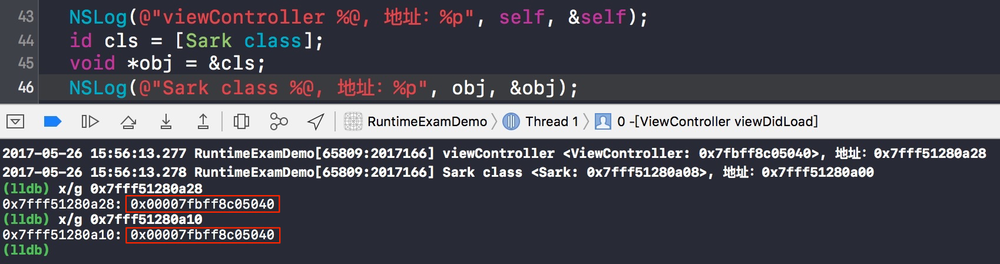 43 NSLog(@"viewController %@, 地址: %p", self, &self);
44 id cls = [Sark class];
45 void *obj = &cls;
46 NSLog(@"Sark class %@, 地址: %p", obj, &obj);
RuntimeExamDemo 〉 Thread 1 〉 0 -[ViewController viewDidLoad]
2017-05-26 15:56:13.277 RuntimeExamDemo[65809:2017166] viewController <ViewController: 0x7fbff8c05040>, 地址: 0x7fff51280a28
2017-05-26 15:56:13.278 RuntimeExamDemo[65809:2017166] Sark class <Sark: 0x7fff51280a08>, 地址: 0x7fff51280a00
(lldb) x/g 0x7fff51280a28
0x7fff51280a28: 0x00007fbff8c05040
(lldb) x/g 0x7fff51280a10
0x7fff51280a10: 0x00007fbff8c05040
(lldb)